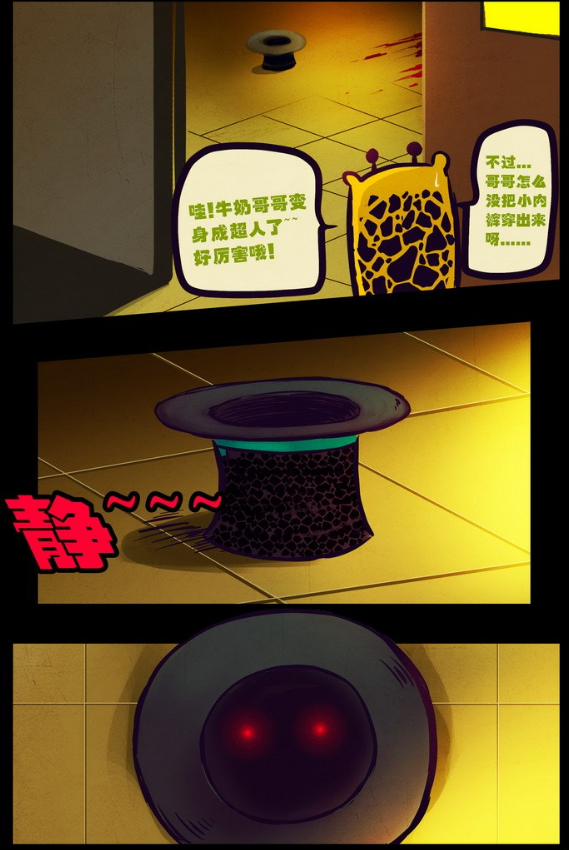 哇!牛奶哥哥变
身成超人了~~
好厉害哦!
不过...
哥哥怎么
没把小内
裤穿出来
呀......
静~~~